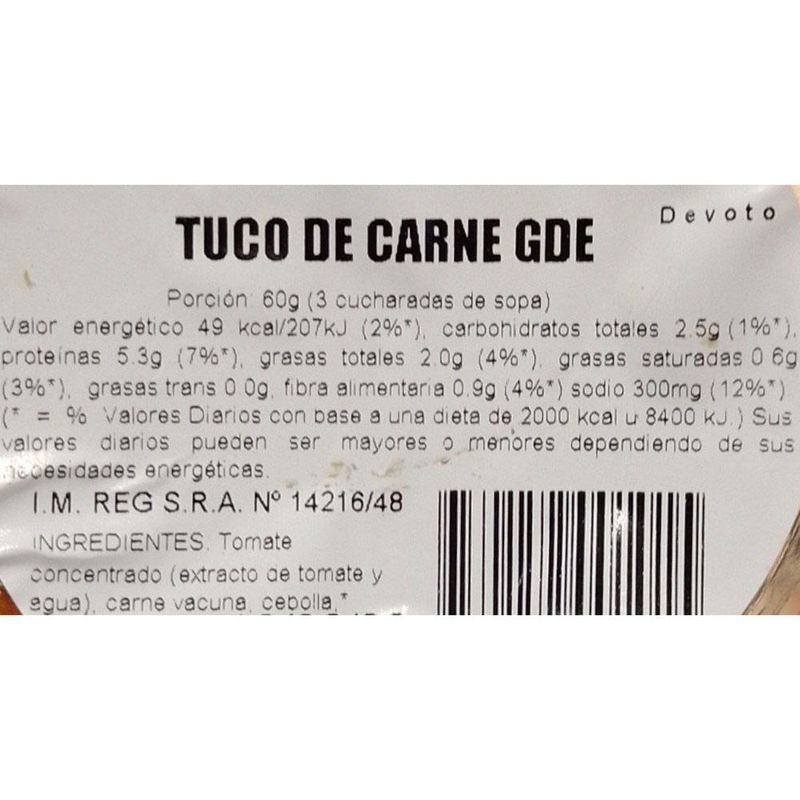 Devoto
TUCO DE CARNE GDE
Porción 60g (3 cucharadas de sopa)
Valor energético 49 kcal/207kJ (2%*), carbohidratos totales 2.5g (1%*),
proteínas 5.3g (7%*), grasas totales 2.0g (4%*), grasas saturadas 0.6g
(3%*), grasas trans 0.0g, fibra alimentaria 0.9g (4%*) sodio 300mg (12%*)
(* = % Valores Diarios con base a una dieta de 2000 kcal u 8400 kJ.) Sus
valores diarios pueden ser mayores o menores dependiendo de sus
necesidades energéticas.
I.M. REG S.R.A. Nº 14216/48
INGREDIENTES. Tomate
concentrado (extracto de tomate y
agua), carne vacuna, cebolla,*